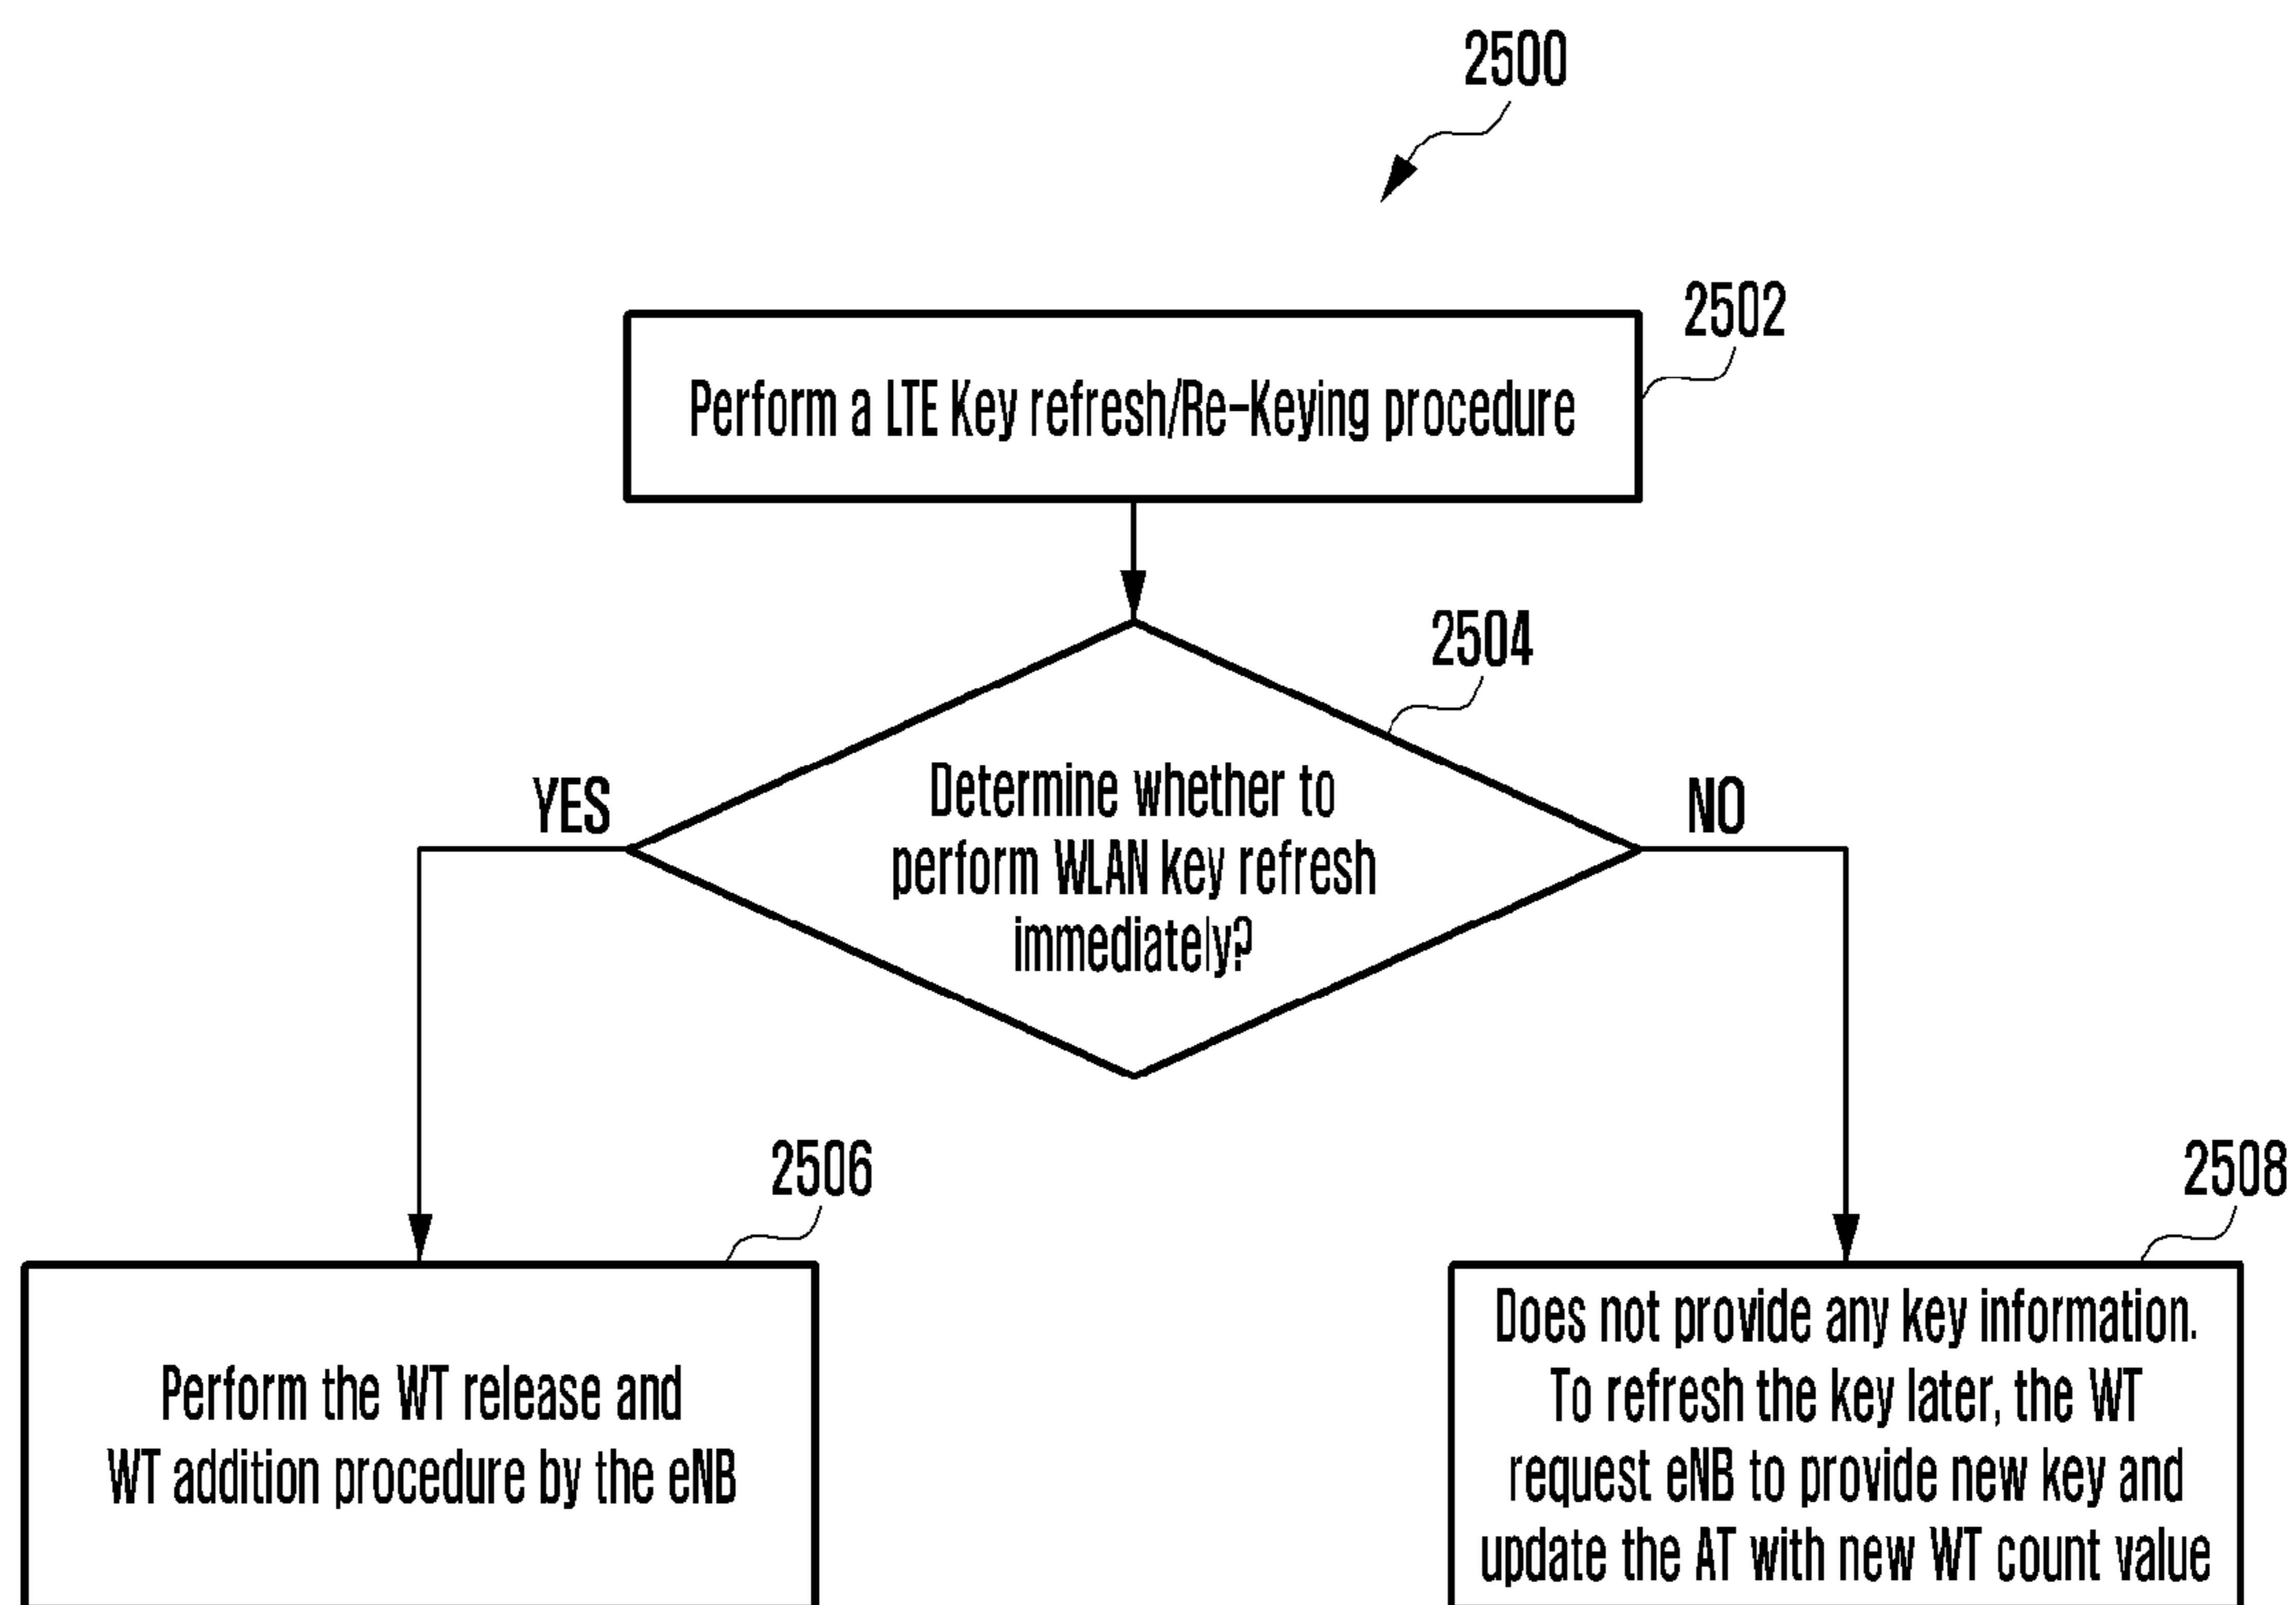 2500
2502
Perform a LTE Key refresh/Re-Keying procedure
2504
Determine whether to
perform WLAN key refresh
immediately?
YES
NO
2506
Perform the WT release and
WT addition procedure by the eNB
2508
Does not provide any key information.
To refresh the key later, the WT
request eNB to provide new key and
update the AT with new WT count value